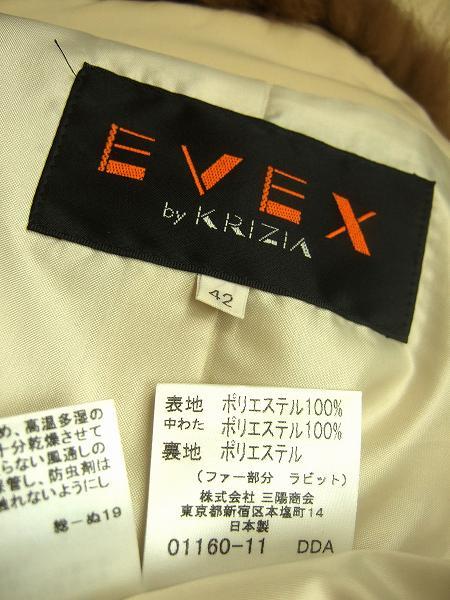 EVEX
by KRIZIA
42
表地 ポリエステル100%
中わた ポリエステル100%
裏地 ポリエステル
(ファー部分 ラビット)
株式会社 三陽商会
東京都新宿区本塩町14
日本製
01160-11 DDA
め、高温多湿の
十分乾燥させて
らない風通しの
保管し、防虫剤は
触れないようにし
総ーぬ19